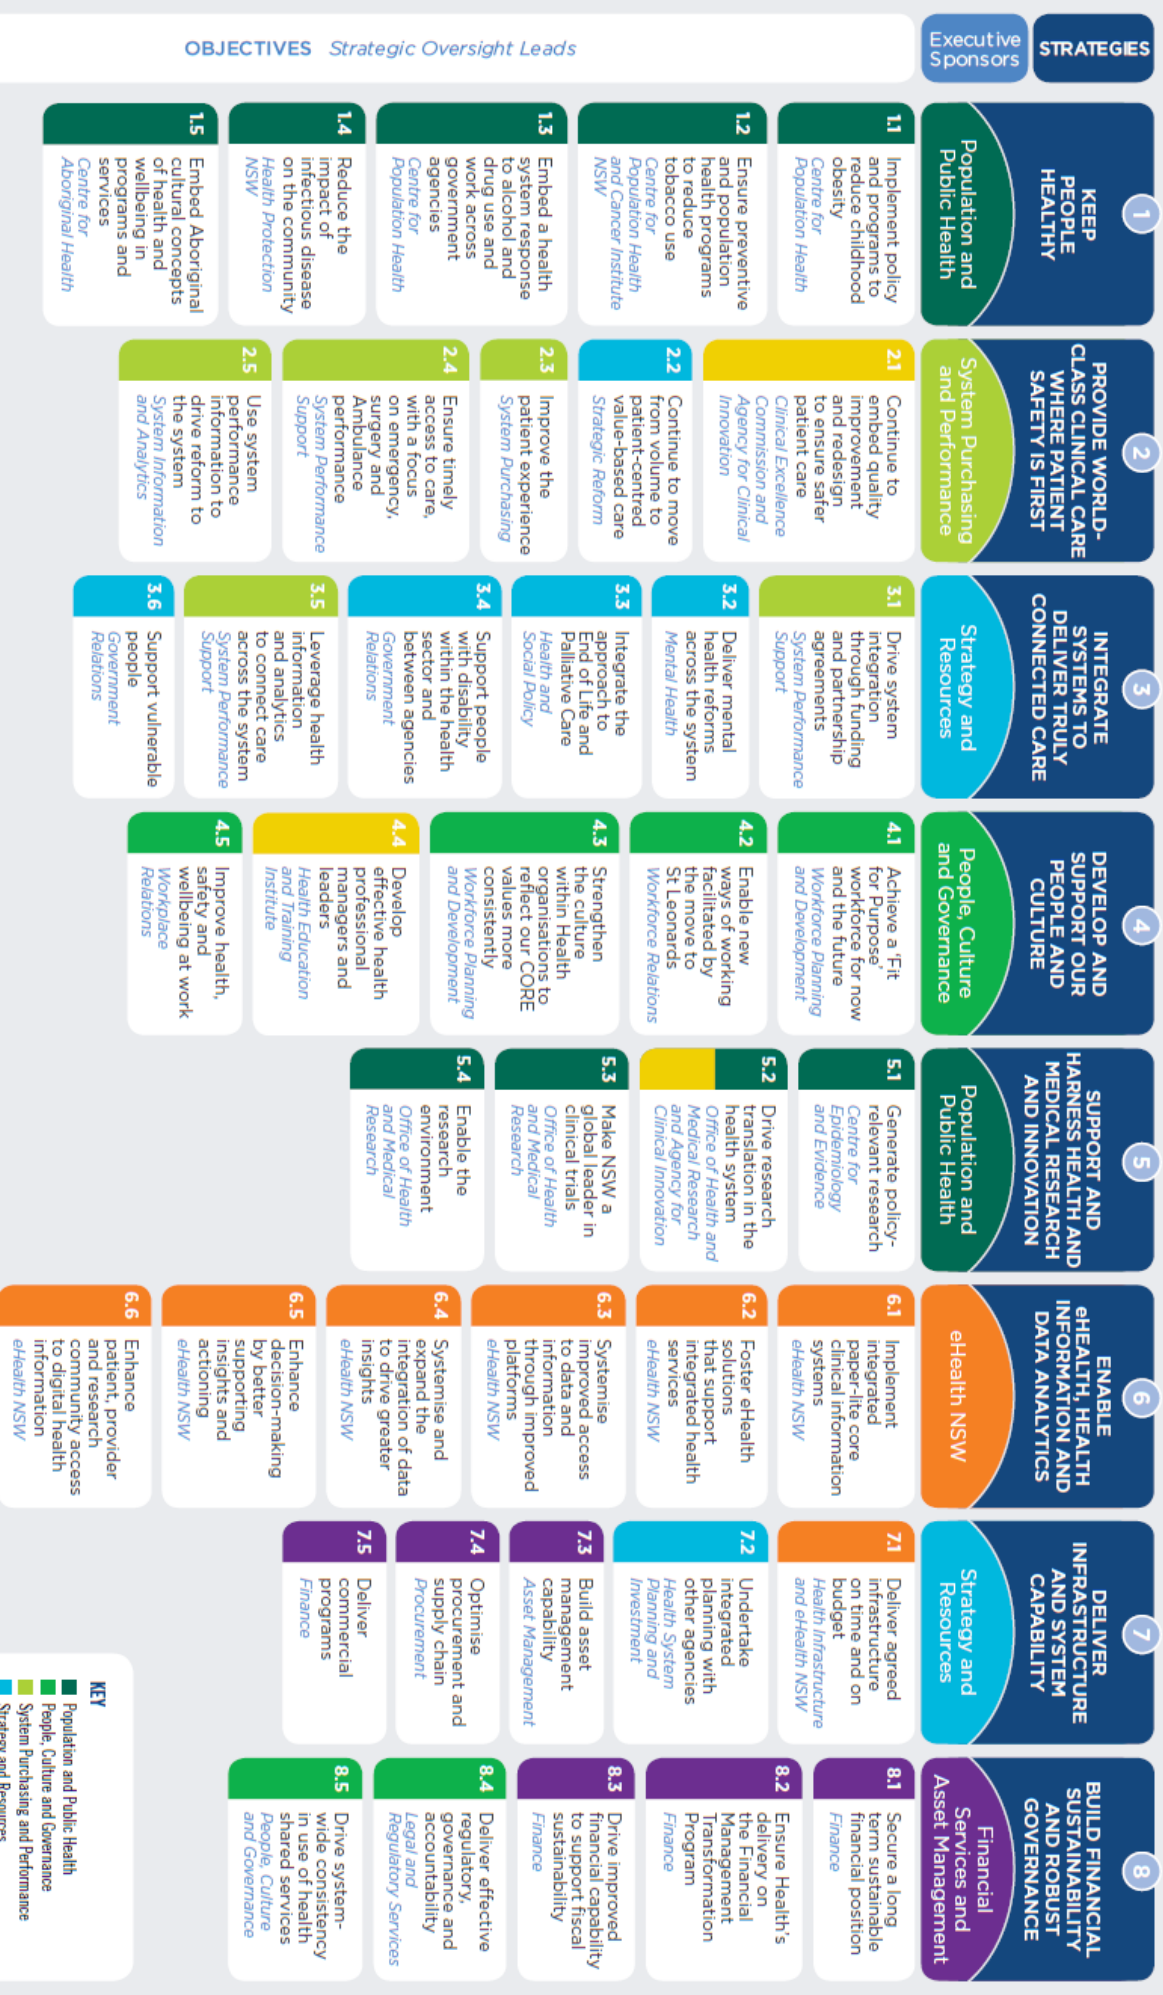 STRATEGIES
Executive
Sponsors
OBJECTIVES Strategic Oversight Leads
1
KEEP
PEOPLE
HEALTHY
Population and
Public Health
1.1
Implement policy
and programs to
reduce childhood
obesity
Centre for
Population Health
1.2
Ensure preventive
and population
health programs
to reduce
tobacco use
Centre for
Population Health
and Cancer Institute
NSW
1.3
Embed a health
system response
to alcohol and
drug use and
work across
government
agencies
Centre for
Population Health
1.4
Reduce the
impact of
infectious disease
on the community
Health Protection
NSW
1.5
Embed Aboriginal
cultural concepts
of health and
wellbeing in
programs and
services
Centre for
Aboriginal Health
2
PROVIDE WORLD-
CLASS CLINICAL CARE
WHERE PATIENT
SAFETY IS FIRST
System Purchasing
and Performance
2.1
Continue to
embed quality
improvement
and redesign
to ensure safer
patient care
Clinical Excellence
Commission and
Agency for Clinical
Innovation
2.2
Continue to move
from volume to
patient-centred
value-based care
Strategic Reform
2.3
Improve the
patient experience
System Purchasing
2.4
Ensure timely
access to care,
with a focus
on emergency,
surgery and
Ambulance
performance
System Performance
Support
2.5
Use system
performance
information to
drive reform to
the system
System Information
and Analytics
3
INTEGRATE
SYSTEMS TO
DELIVER TRULY
CONNECTED CARE
Strategy and
Resources
3.1
Drive system
integration
through funding
and partnership
agreements
System Performance
Support
3.2
Deliver mental
health reforms
across the system
Mental Health
3.3
Integrate the
approach to
End of Life and
Palliative Care
Health and
Social Policy
3.4
Support people
with disability
within the health
sector and
between agencies
Government
Relations
3.5
Leverage health
information
and analytics
to connect care
across the system
System Performance
Support
3.6
Support vulnerable
people
Government
Relations
4
DEVELOP AND
SUPPORT OUR
PEOPLE AND
CULTURE
People, Culture
and Governance
4.1
Achieve a ‘Fit
for Purpose’
workforce for now
and the future
Workforce Planning
and Development
4.2
Enable new
ways of working
facilitated by
the move to
St Leonards
Workforce Relations
4.3
Strengthen
the culture
within Health
organisations to
reflect our CORE
values more
consistently
Workforce Planning
and Development
4.4
Develop
effective health
professional
managers and
leaders
Health Education
and Training
Institute
4.5
Improve health,
safety and
wellbeing at work
Workplace
Relations
5
SUPPORT AND
HARNESS HEALTH AND
MEDICAL RESEARCH
AND INNOVATION
Population and
Public Health
5.1
Generate policy-
relevant research
Centre for
Epidemiology
and Evidence
5.2
Drive research
translation in the
health system
Office of Health and
Medical Research
and Agency for
Clinical Innovation
5.3
Make NSW a
global leader in
clinical trials
Office of Health
and Medical
Research
5.4
Enable the
research
environment
Office of Health
and Medical
Research
6
ENABLE
eHEALTH, HEALTH
INFORMATION AND
DATA ANALYTICS
eHealth NSW
6.1
Implement
integrated
paper-lite core
clinical information
systems
eHealth NSW
6.2
Foster eHealth
solutions
that support
integrated health
services
eHealth NSW
6.3
Systemise
improved access
to data and
information
through improved
platforms
eHealth NSW
6.4
Systemise and
expand the
integration of data
to drive greater
insights
eHealth NSW
6.5
Enhance
decision-making
by better
supporting
insights and
actioning
eHealth NSW
6.6
Enhance
patient, provider
and research
community access
to digital health
information
eHealth NSW
7
DELIVER
INFRASTRUCTURE
AND SYSTEM
CAPABILITY
Strategy and
Resources
7.1
Deliver agreed
infrastructure
on time and on
budget
Health Infrastructure
and eHealth NSW
7.2
Undertake
integrated
planning with
other agencies
Health System
Planning and
Investment
7.3
Build asset
management
capability
Asset Management
7.4
Optimise
procurement and
supply chain
Procurement
7.5
Deliver
commercial
programs
Finance
8
BUILD FINANCIAL
SUSTAINABILITY
AND ROBUST
GOVERNANCE
Financial
Services and
Asset Management
8.1
Secure a long
term sustainable
financial position
Finance
8.2
Ensure Health’s
delivery on
the Financial
Management
Transformation
Program
Finance
8.3
Drive improved
financial capability
to support fiscal
sustainability
Finance
8.4
Deliver effective
regulatory,
governance and
accountability
Legal and
Regulatory Services
8.5
Drive system-
wide consistency
in use of health
shared services
People, Culture
and Governance
KEY
Population and Public Health
People, Culture and Governance
System Purchasing and Performance
Strategy and Resources